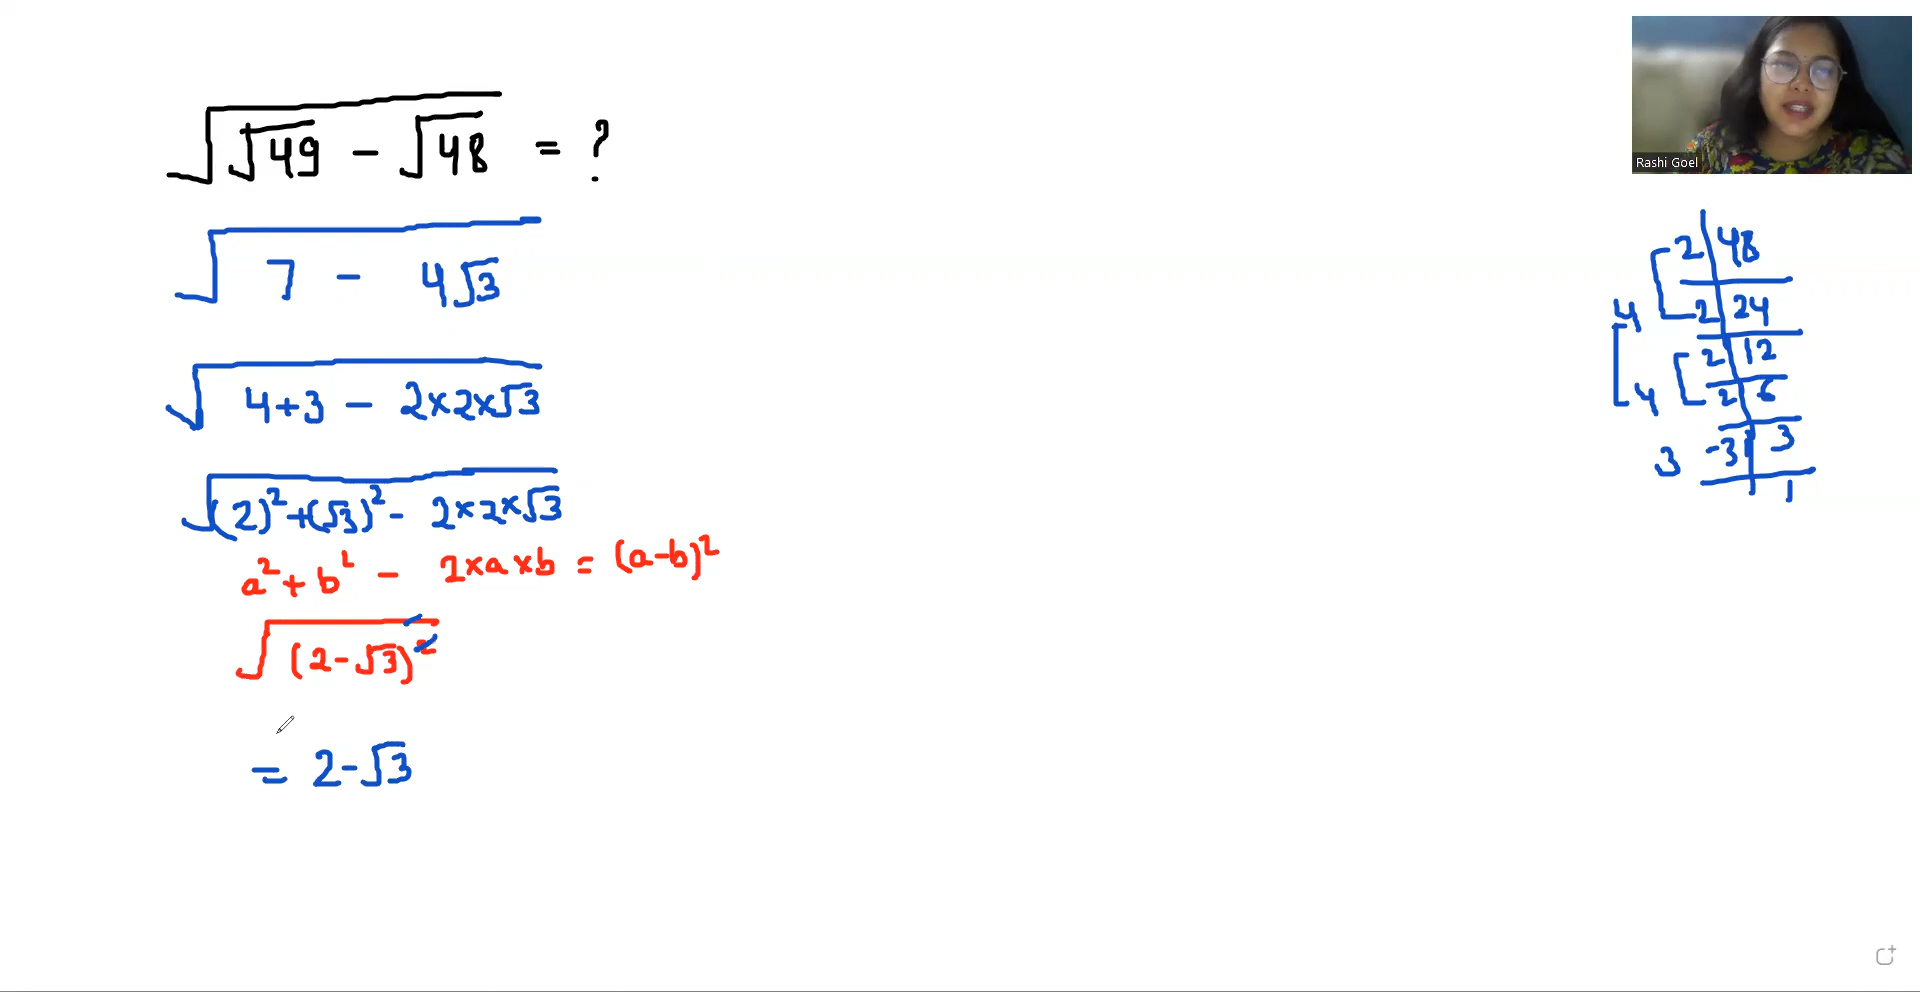 √(√49 - √48) = ?
√(7 - 4√3)
√(4+3 - 2×2×√3)
√((2)² + (√3)² - 2×2×√3)
a² + b² - 2×a×b = (a-b)²
√((2-√3)²)
= 2-√3
Rashi Goel
2 | 48
4 2 | 24
2 | 12
4 2 | 6
3 -3 | 3
1